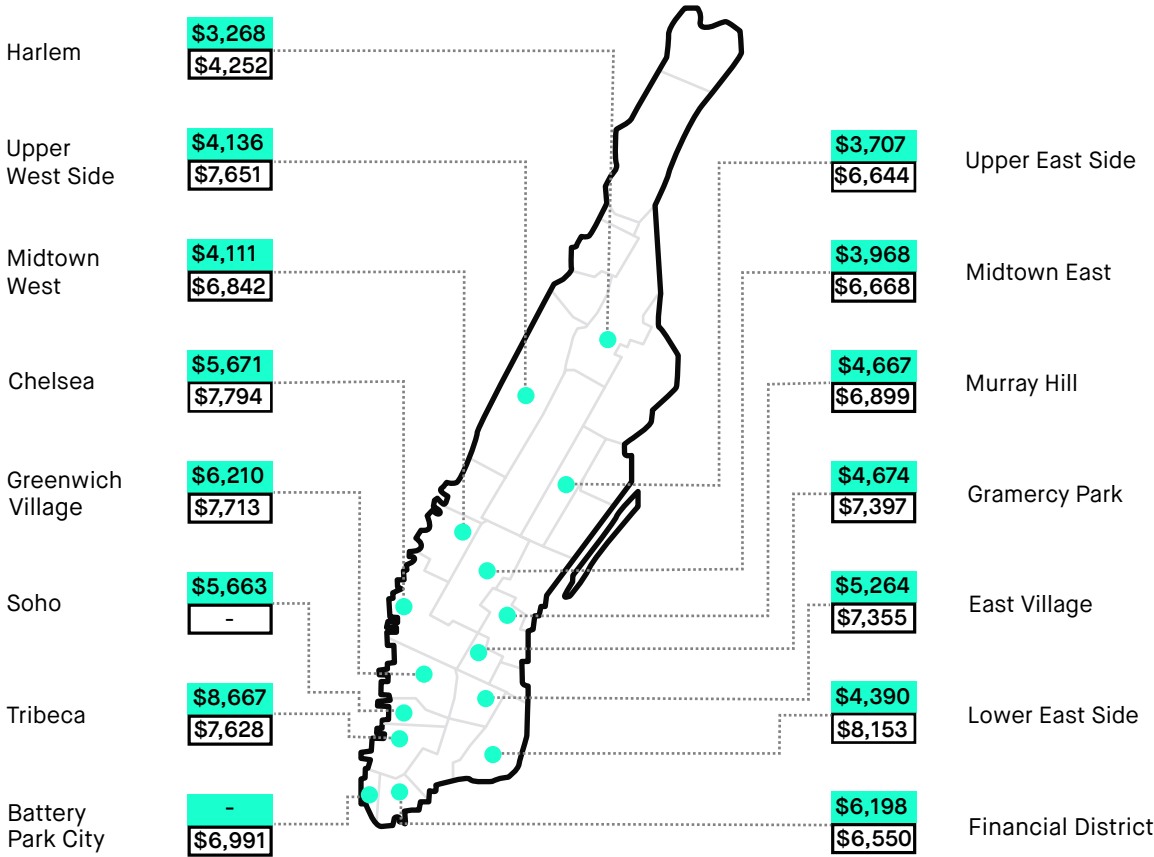 Harlem
$3,268
$4,252
Upper
West Side
$4,136
$7,651
Midtown
West
$4,111
$6,842
Chelsea
$5,671
$7,794
Greenwich
Village
$6,210
$7,713
Soho
$5,663
-
Tribeca
$8,667
$7,628
Battery
Park City
-
$6,991
$3,707
$6,644
Upper East Side
$3,968
$6,668
Midtown East
$4,667
$6,899
Murray Hill
$4,674
$7,397
Gramercy Park
$5,264
$7,355
East Village
$4,390
$8,153
Lower East Side
$6,198
$6,550
Financial District